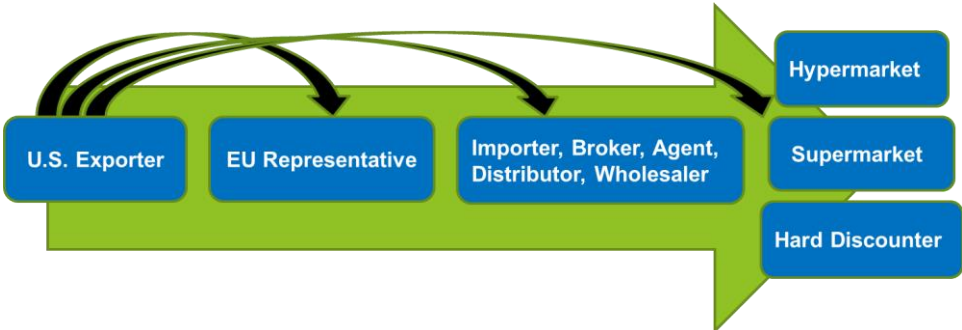 Hypermarket
U.S. Exporter
EU Representative
Importer, Broker, Agent,
Distributor, Wholesaler
Supermarket
Hard Discounter